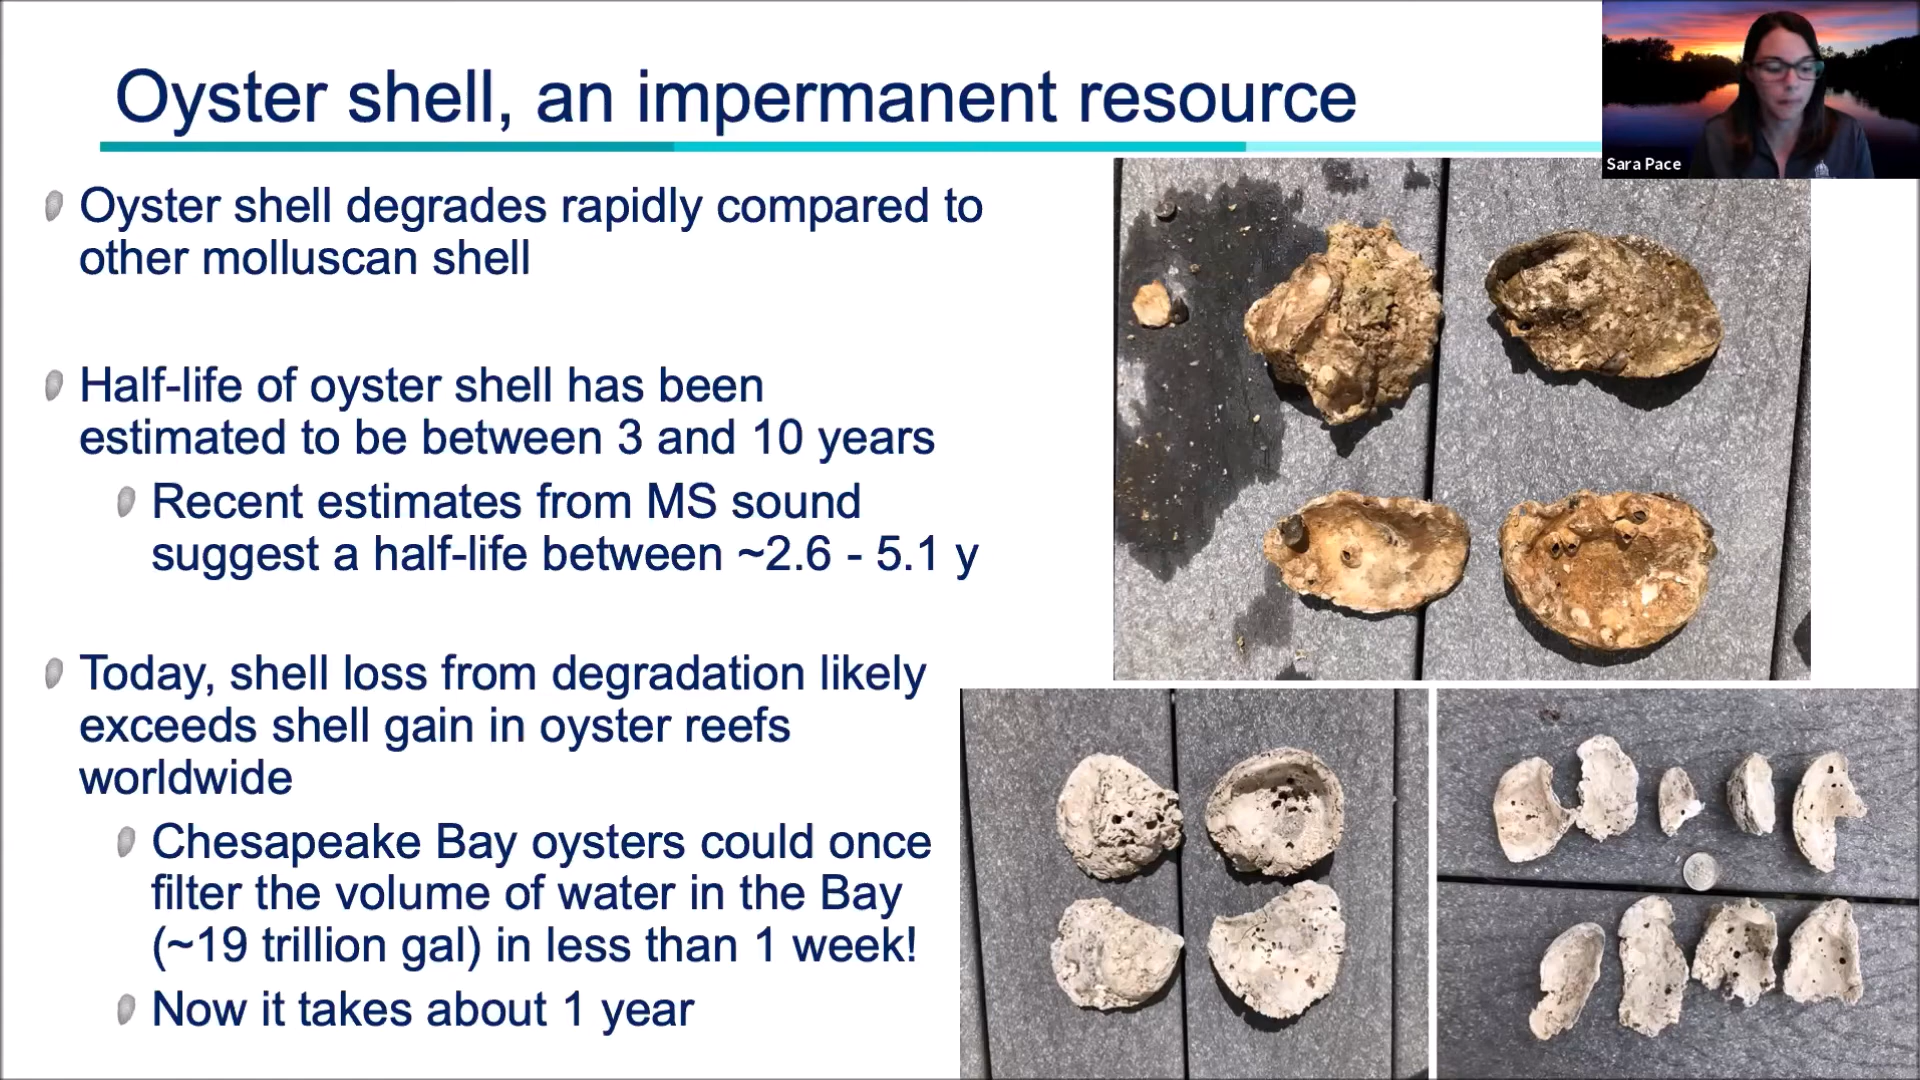 Oyster shell, an impermanent resource
Sara Pace
Oyster shell degrades rapidly compared to
other molluscan shell
Half-life of oyster shell has been
estimated to be between 3 and 10 years
Recent estimates from MS sound
suggest a half-life between ~2.6 - 5.1 y
Today, shell loss from degradation likely
exceeds shell gain in oyster reefs
worldwide
Chesapeake Bay oysters could once
filter the volume of water in the Bay
(~19 trillion gal) in less than 1 week!
Now it takes about 1 year